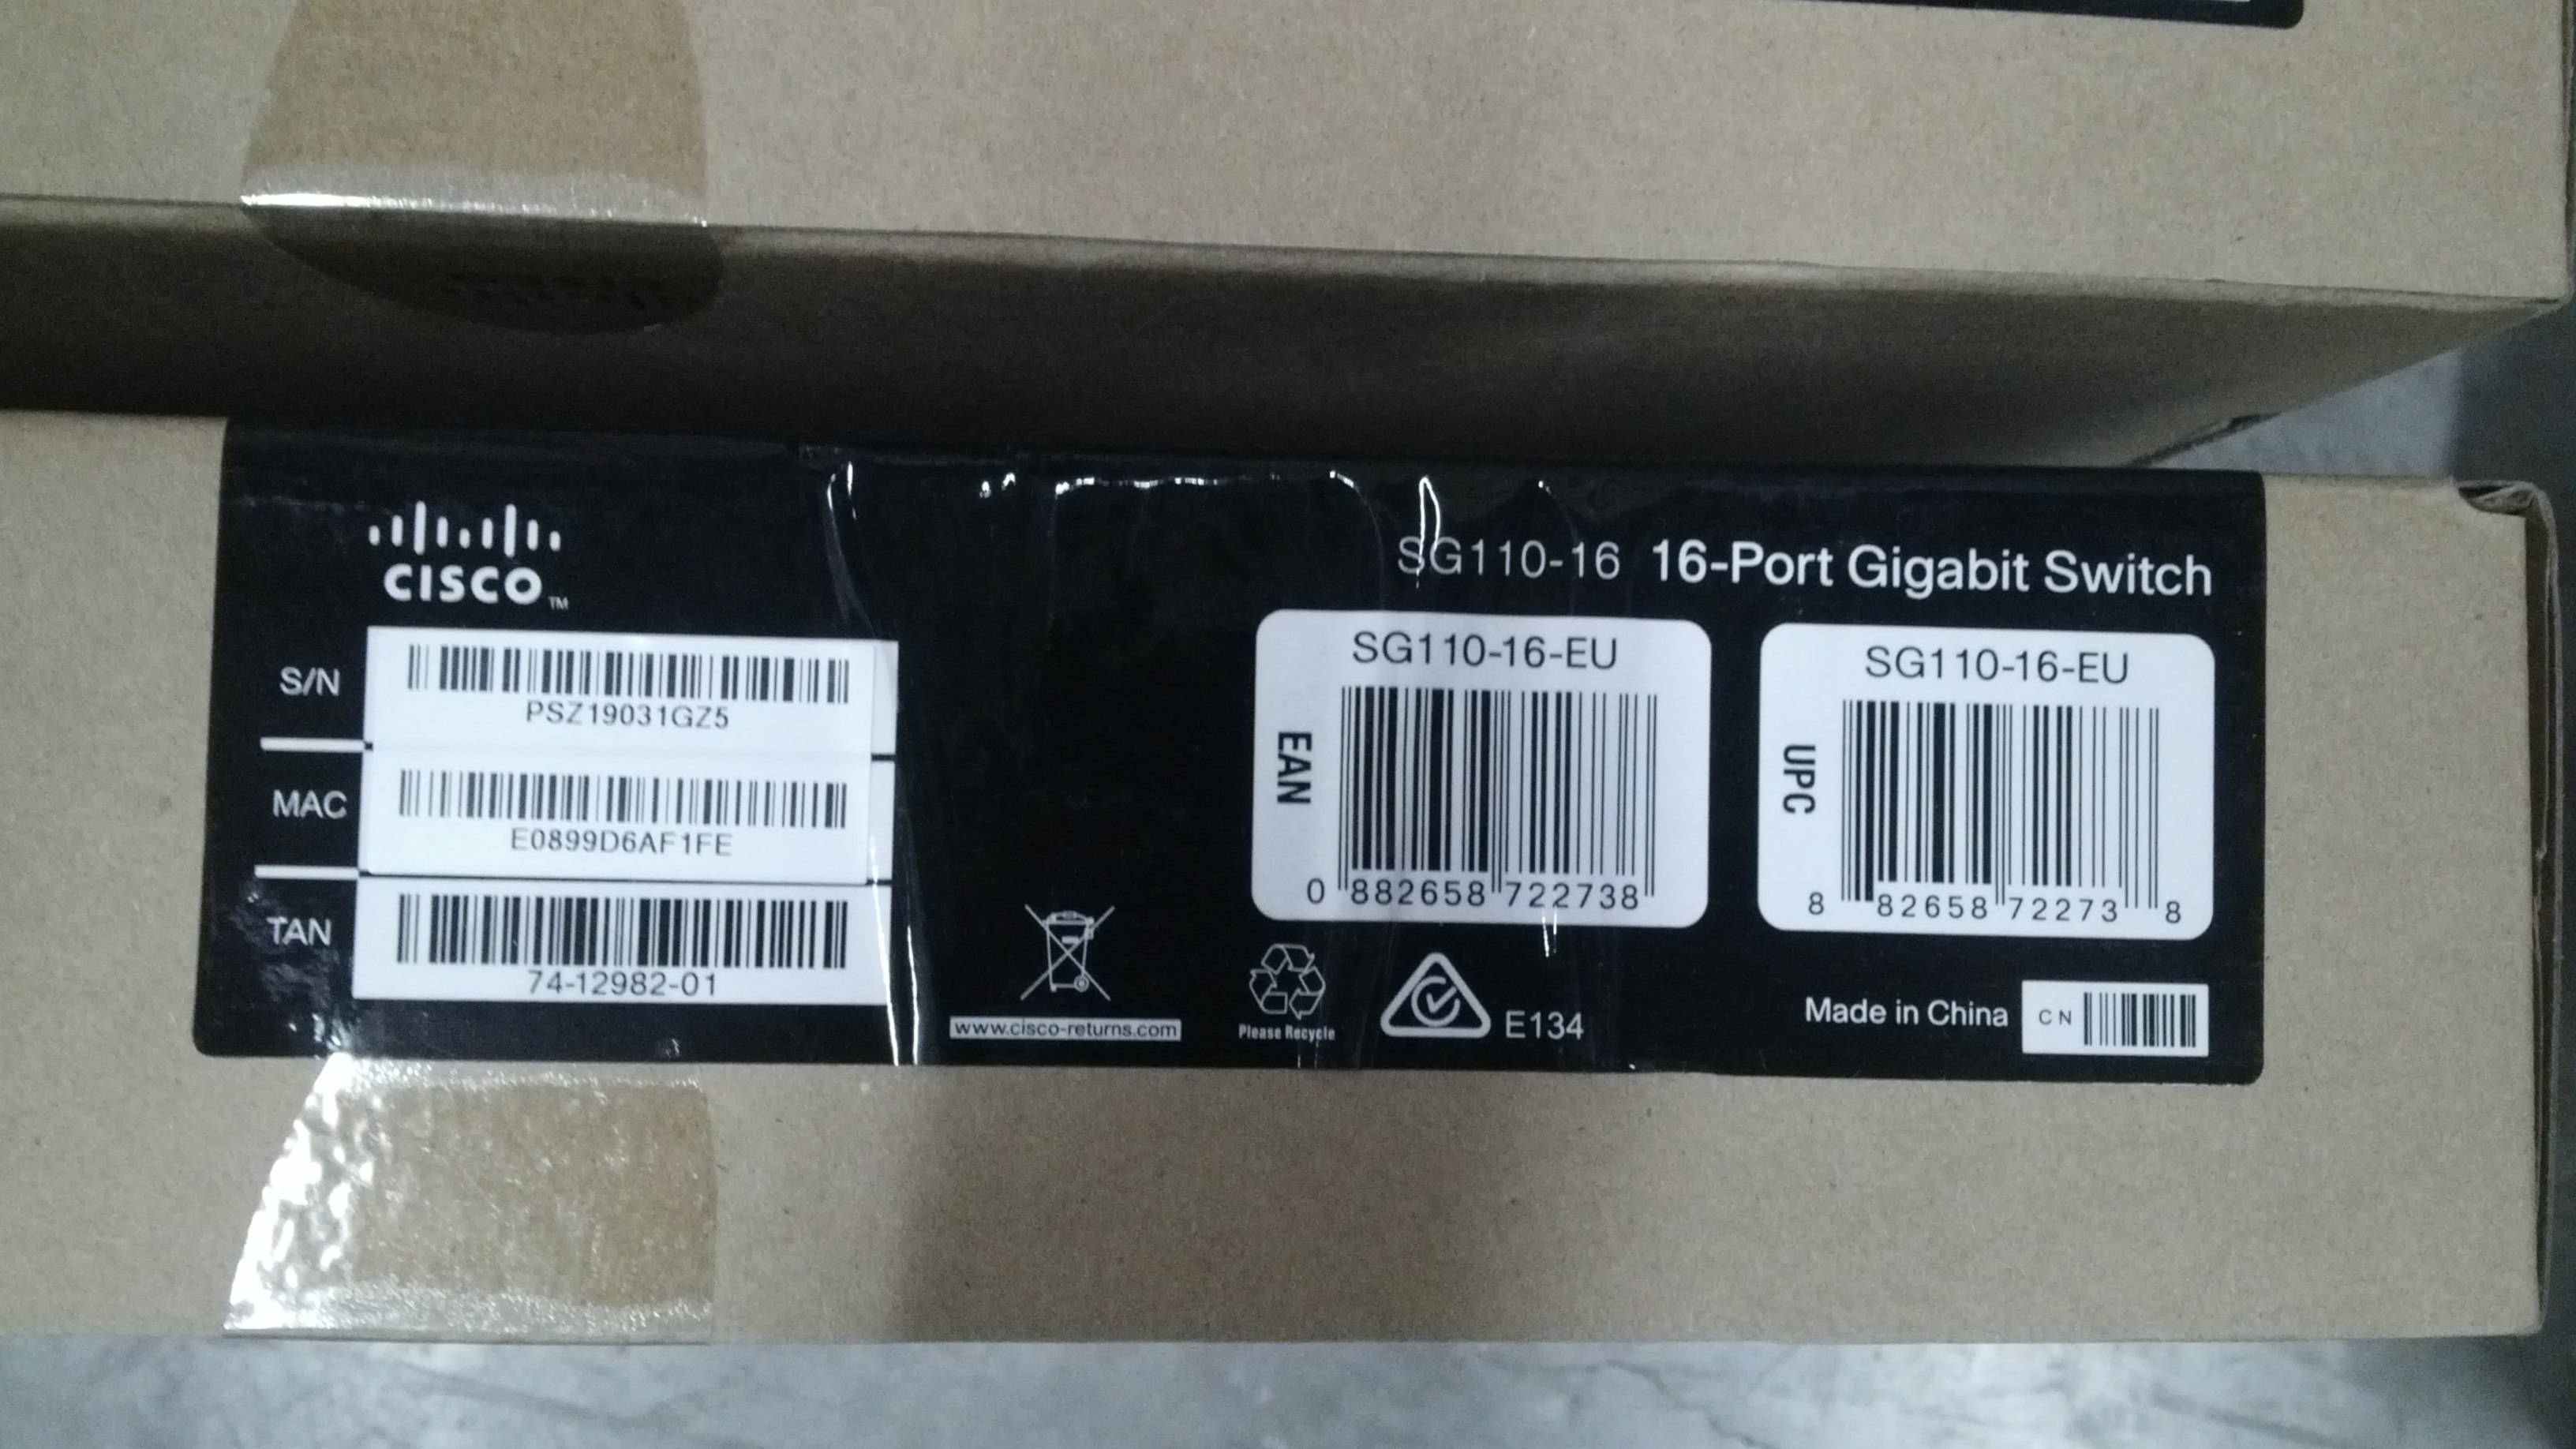 CISCO™
SG110-16 16-Port Gigabit Switch
S/N
PSZ19031GZ5
MAC
E0899D6AF1FE
TAN
74-12982-01
SG110-16-EU
EAN
0 882658 722738
SG110-16-EU
UPC
8 82658 72273 8
www.cisco-returns.com
Please Recycle
E134
Made in China
CN